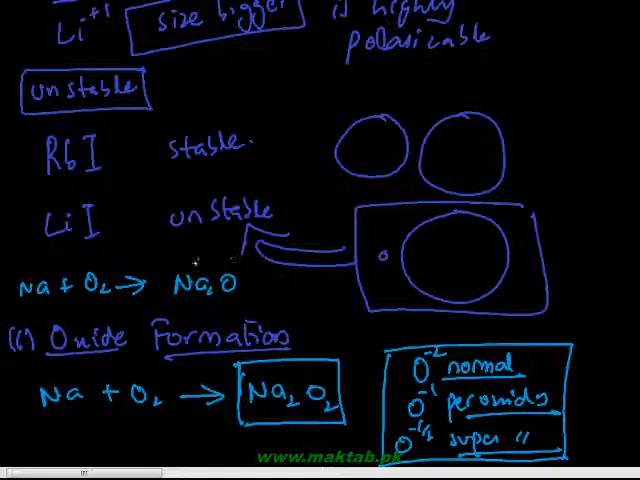 Li+1 size bigger is highly
polarizable
unstable
RbI stable.
LiI unstable
Na + O2 → Na2O
(c) Oxide Formation
Na + O2 → Na2O2
O-2 normal
O-1 peroxides
O-1/2 super "
www.maktab.pk